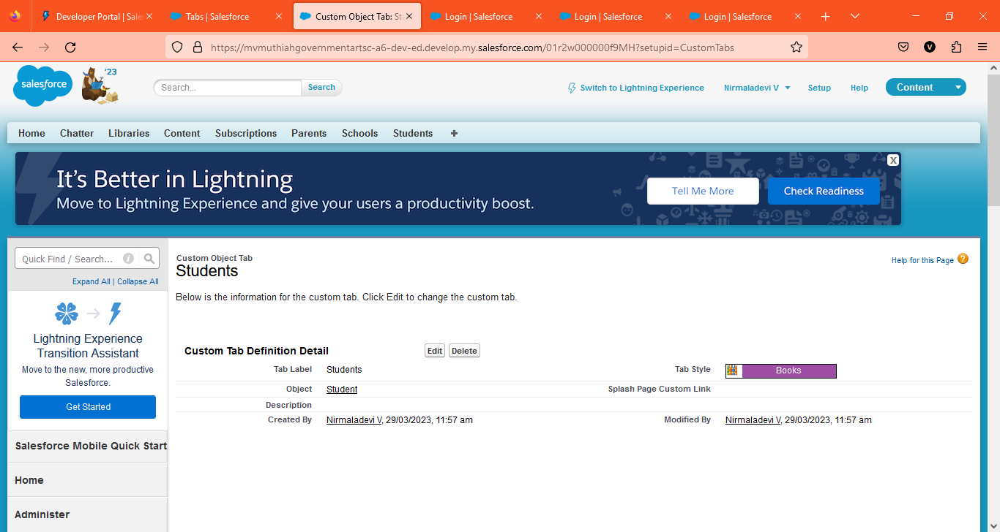 Developer Portal | Sale
Tabs | Salesforce
Custom Object Tab: St
Login | Salesforce
Login | Salesforce
Login | Salesforce
https://mvmuthiahgovernmentartsc-a6-dev-ed.develop.my.salesforce.com/01r2w000000f9MH?setupid=CustomTabs
V
salesforce
'23
Search...
Search
Switch to Lightning Experience
Nirmaladevi V
Setup
Help
Content
Home
Chatter
Libraries
Content
Subscriptions
Parents
Schools
Students
+
It's Better in Lightning
Move to Lightning Experience and give your users a productivity boost.
Tell Me More
Check Readiness
X
Quick Find / Search...
i
Expand All | Collapse All
Lightning Experience
Transition Assistant
Move to the new, more productive
Salesforce.
Get Started
Salesforce Mobile Quick Start
Home
Administer
Custom Object Tab
Students
Help for this Page
?
Below is the information for the custom tab. Click Edit to change the custom tab.
Custom Tab Definition Detail
Edit
Delete
Tab Label Students
Tab Style Books
Object Student
Splash Page Custom Link
Description
Created By Nirmaladevi V, 29/03/2023, 11:57 am
Modified By Nirmaladevi V, 29/03/2023, 11:57 am